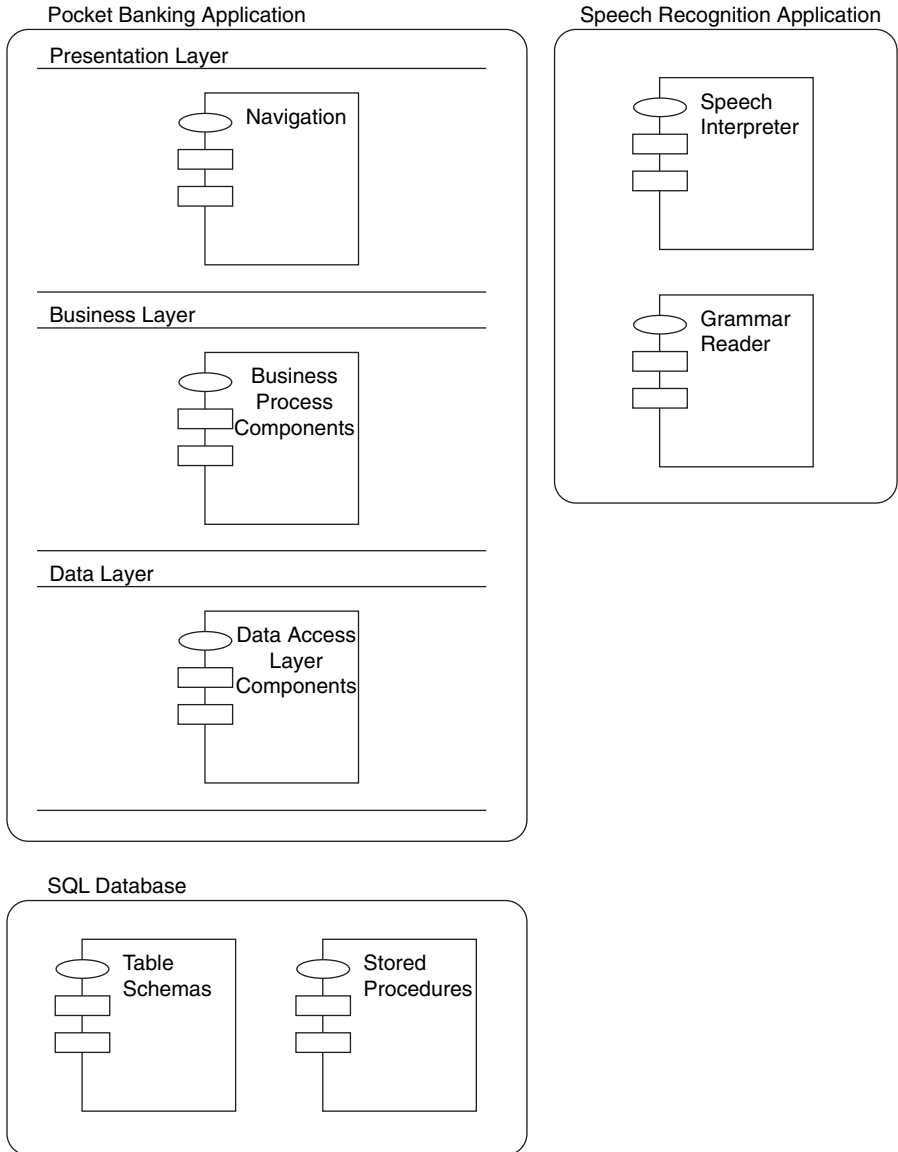 Pocket Banking Application
Presentation Layer
Navigation
Business Layer
Business
Process
Components
Data Layer
Data Access
Layer
Components
Speech Recognition Application
Speech
Interpreter
Grammar
Reader
SQL Database
Table
Schemas
Stored
Procedures